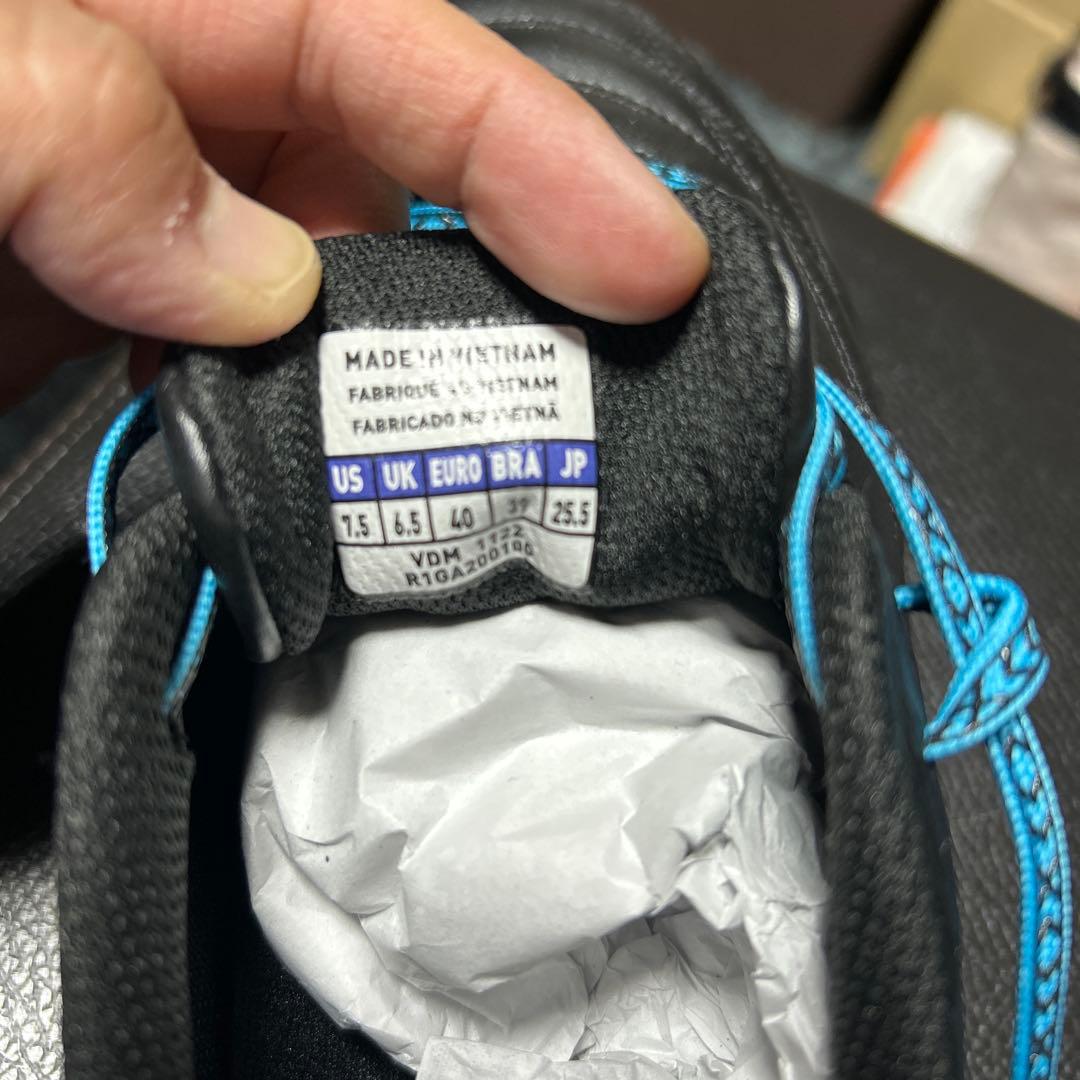 MADE IN VIETNAM
FABRIQUÉ AU VIETNAM
FABRICADO NO VIETNÃ
US UK EURO BRA JP
7.5 6.5 40 39 25.5
VDM 1122
R1GA200100